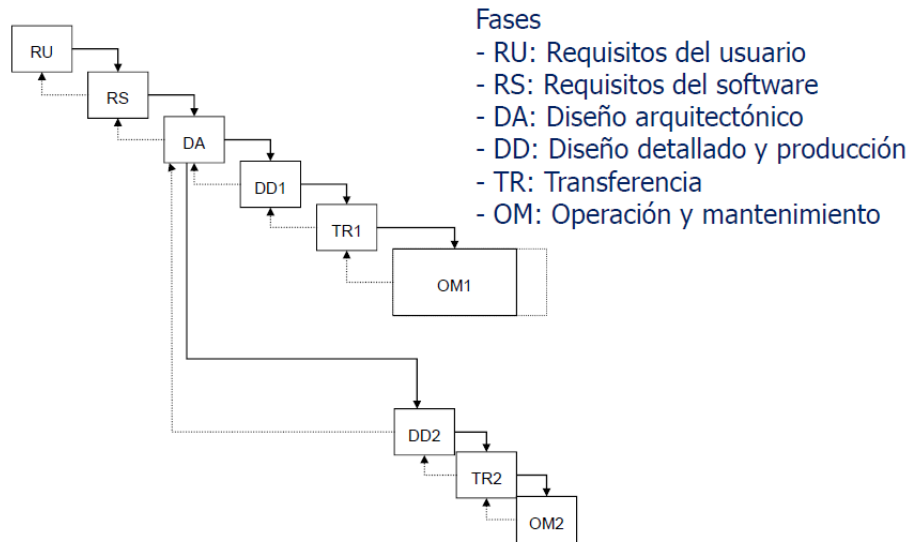 Fases
- RU: Requisitos del usuario
- RS: Requisitos del software
- DA: Diseño arquitectónico
- DD: Diseño detallado y producción
- TR: Transferencia
- OM: Operación y mantenimiento
RU
RS
DA
DD1
TR1
OM1
DD2
TR2
OM2